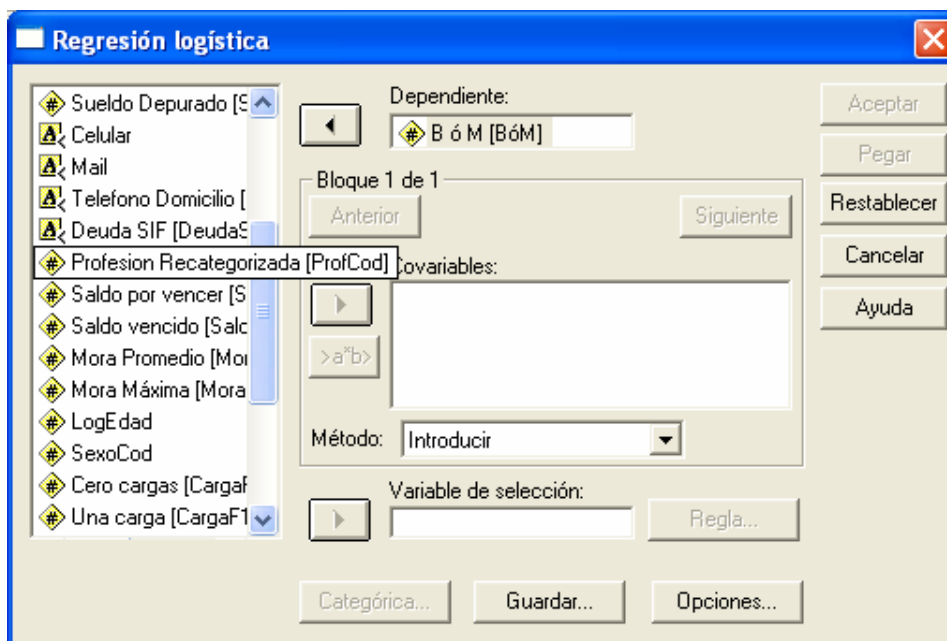 Regresión logística
Sueldo Depurado [S
Celular
Mail
Telefono Domicilio [
Deuda SIF [DeudaS
Profesion Recategorizada [ProfCod]
Saldo por vencer [S
Saldo vencido [Salc
Mora Promedio [Mor
Mora Máxima [Mora
LogEdad
SexoCod
Cero cargas [CargaF
Una carga [CargaF1
Dependiente:
B ó M [BóM]
Bloque 1 de 1
Anterior
Siguiente
Covariables:
>a*b>
Método:
Introducir
Variable de selección:
Regla...
Categórica...
Guardar...
Opciones...
Aceptar
Pegar
Restablecer
Cancelar
Ayuda